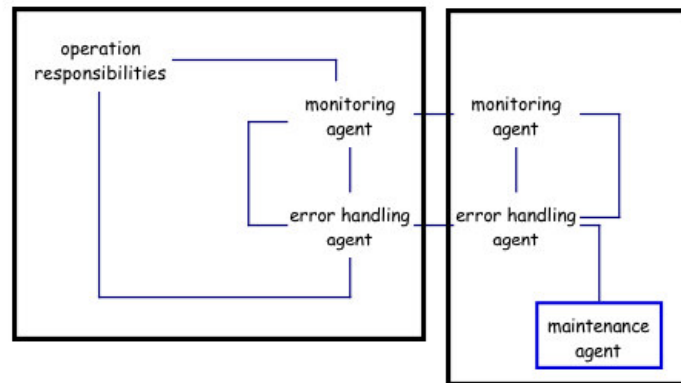 operation
responsibilities
monitoring
agent
monitoring
agent
error handling
agent
error handling
agent
maintenance
agent